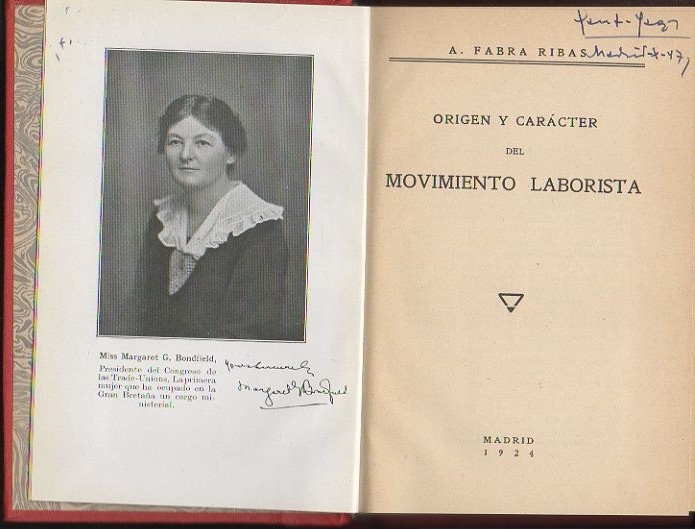 Miss Margaret G. Bondfield,
Presidente del Congreso de
las Trade-Unions. La primera
mujer que ha ocupado en la
Gran Bretaña un cargo mi-
nisterial.
Yours sincerely
Margaret G Bondfield
A. FABRA RIBAS
ORIGEN Y CARÁCTER
DEL
MOVIMIENTO LABORISTA
MADRID
1924